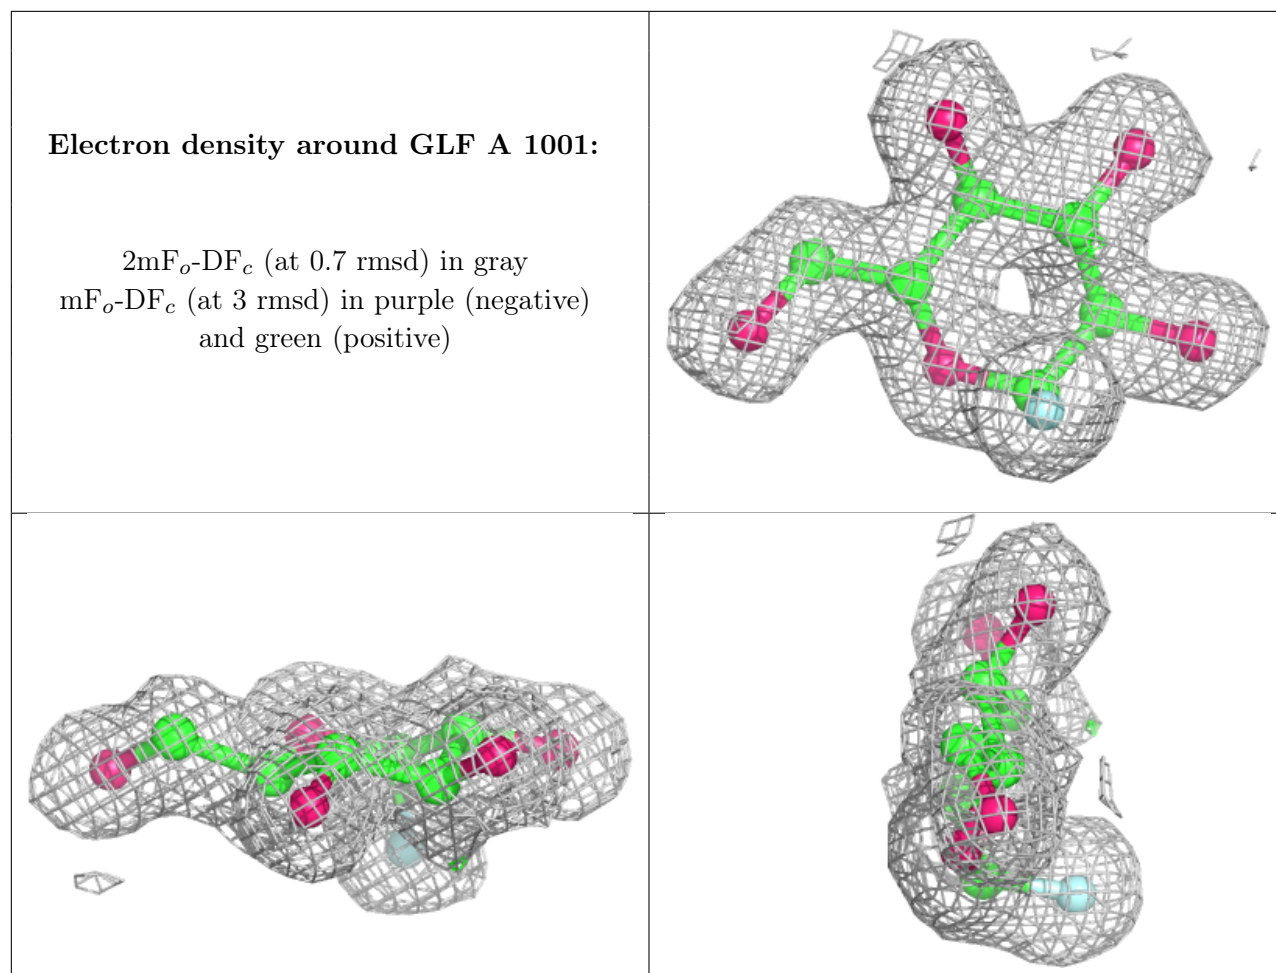 Electron density around GLF A 1001:
2mFₒ-DF𝒸 (at 0.7 rmsd) in gray
mFₒ-DF𝒸 (at 3 rmsd) in purple (negative)
and green (positive)